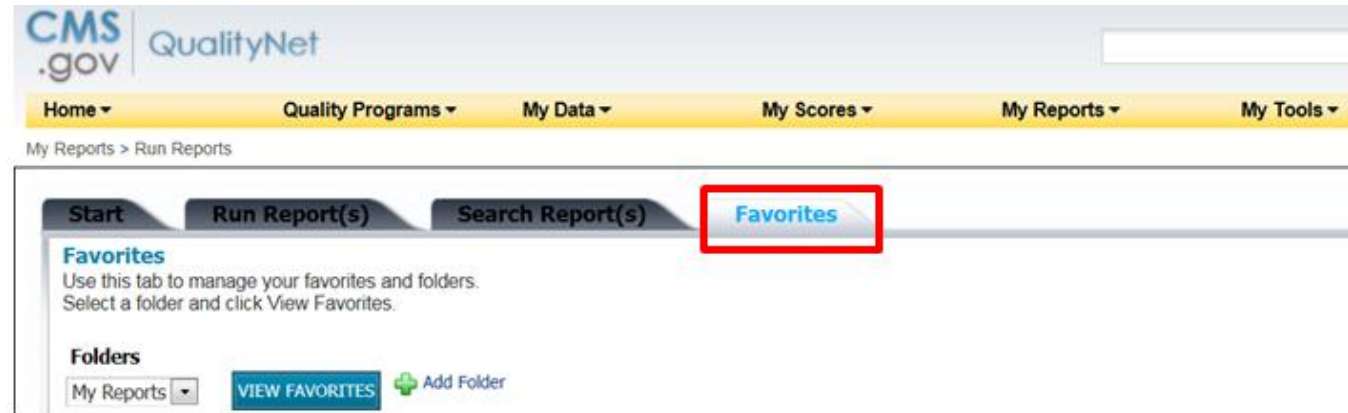 CMS
.gov
QualityNet
Home Quality Programs My Data My Scores My Reports My Tools
My Reports > Run Reports
Start Run Report(s) Search Report(s) Favorites
Favorites
Use this tab to manage your favorites and folders.
Select a folder and click View Favorites.
Folders
My Reports VIEW FAVORITES Add Folder